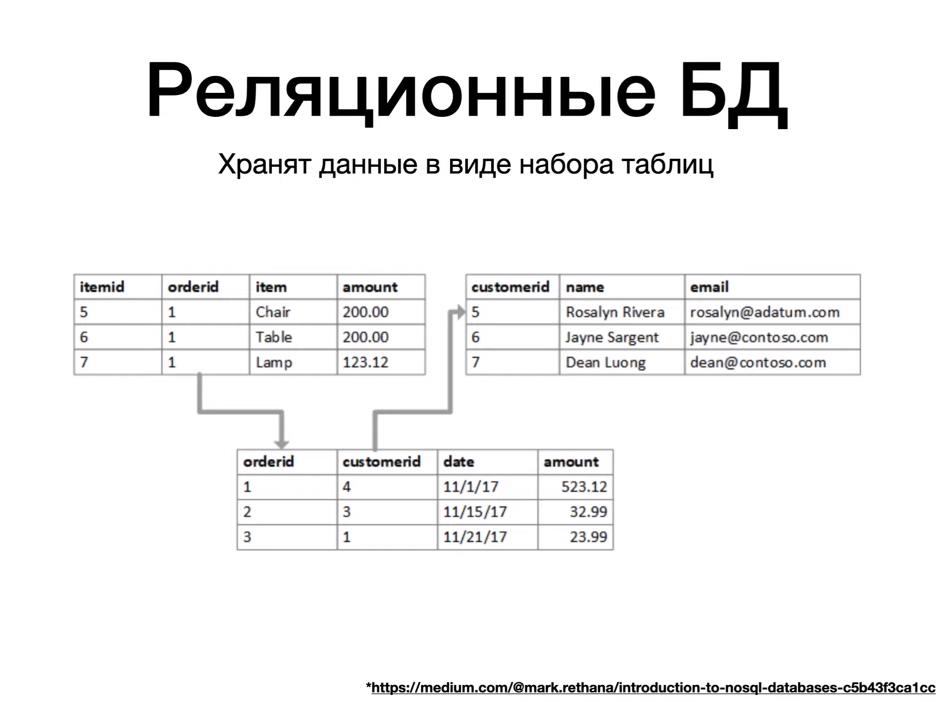 Реляционные БД
Хранят данные в виде набора таблиц
itemid orderid item amount
5 1 Chair 200.00
6 1 Table 200.00
7 1 Lamp 123.12
customerid name email
5 Rosalyn Rivera rosalyn@adatum.com
6 Jayne Sargent jayne@contoso.com
7 Dean Luong dean@contoso.com
orderid customerid date amount
1 4 11/1/17 523.12
2 3 11/15/17 32.99
3 1 11/21/17 23.99
*https://medium.com/@mark.rethana/introduction-to-nosql-databases-c5b43f3ca1cc